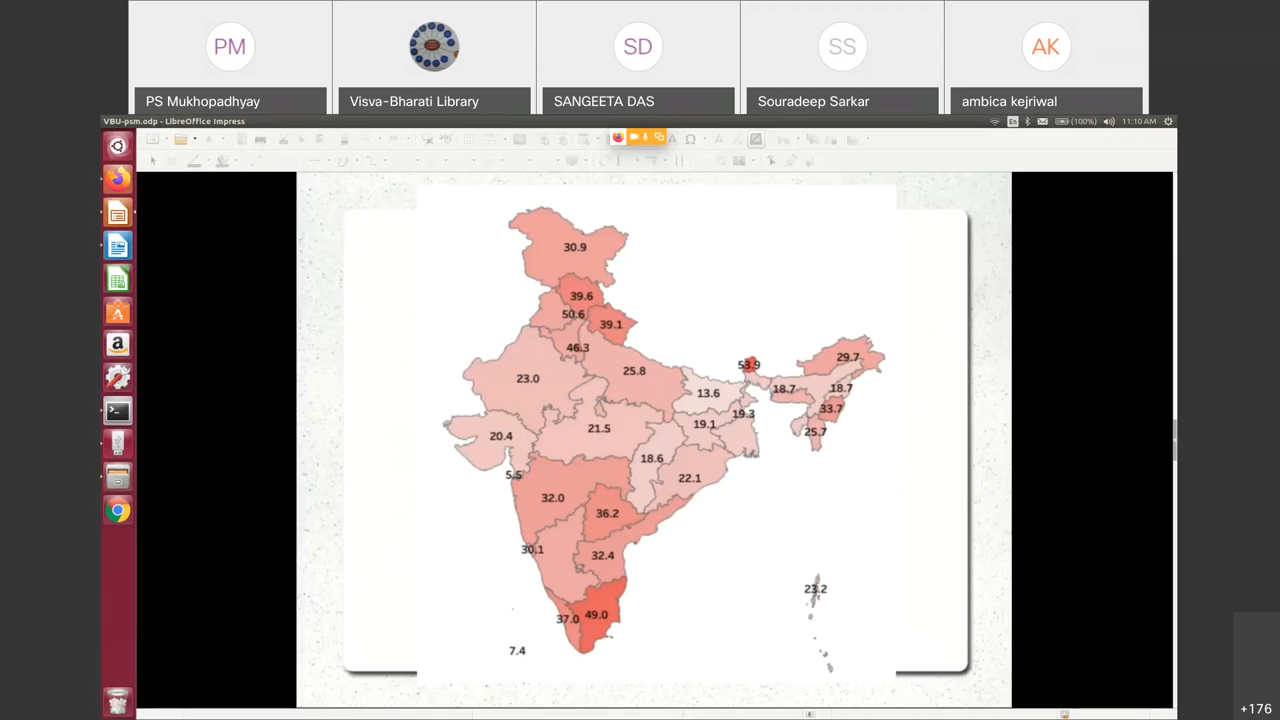 PM
SD
SS
AK
PS Mukhopadhyay
Visva-Bharati Library
SANGEETA DAS
Souradeep Sarkar
ambica kejriwal
VBU-psm.odp - LibreOffice Impress
En
(100%)
11:10 AM
30.9
39.6
50.6
39.1
46.3
53.9
29.7
25.8
23.0
13.6
18.7
18.7
33.7
19.3
19.1
25.7
21.5
20.4
18.6
5.5
22.1
32.0
36.2
30.1
32.4
23.2
37.0
49.0
7.4
+176